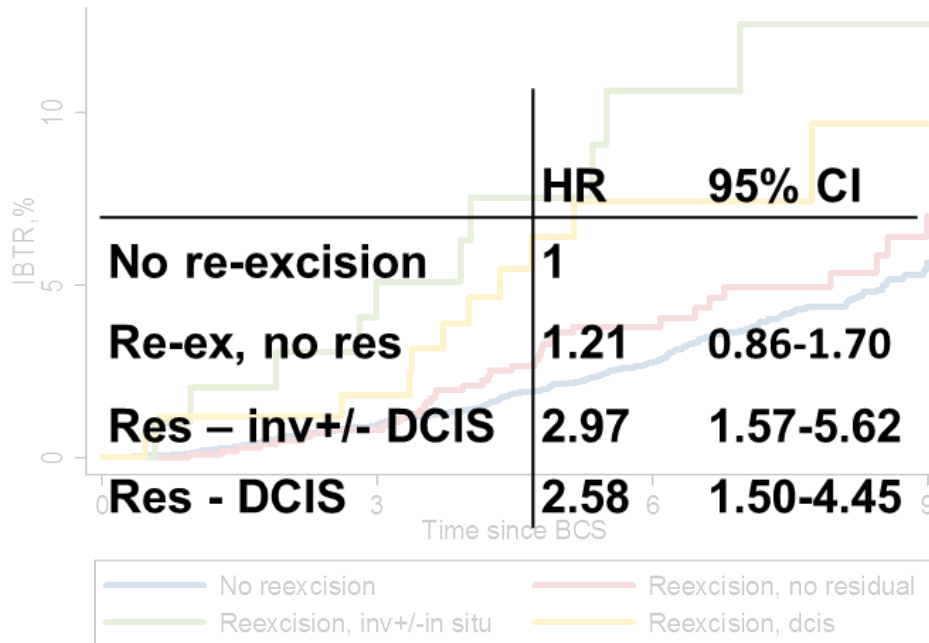 10
HR 95% CI
IBTR,%
No re-excision 1
5
Re-ex, no res 1.21 0.86-1.70
Res – inv+/- DCIS 2.97 1.57-5.62
0
Res - DCIS 2.58 1.50-4.45
0 3 6 9
Time since BCS
No reexcision Reexcision, no residual
Reexcision, inv+/-in situ Reexcision, dcis